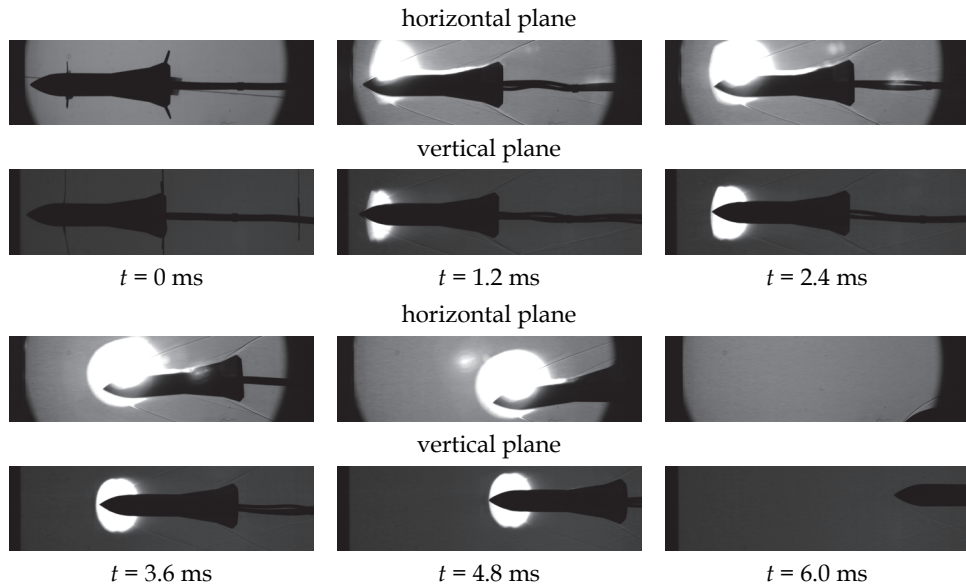 horizontal plane
vertical plane
t = 0 ms
t = 1.2 ms
t = 2.4 ms
horizontal plane
vertical plane
t = 3.6 ms
t = 4.8 ms
t = 6.0 ms